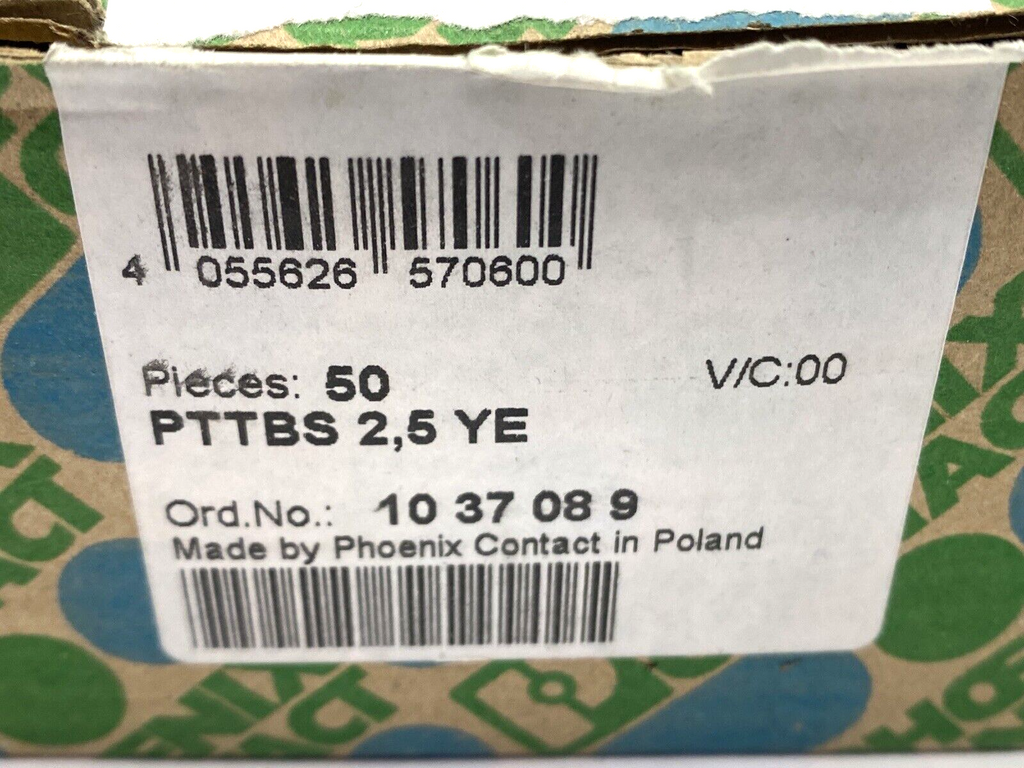 4 055626 570600
Pieces: 50
V/C:00
PTTBS 2,5 YE
Ord.No.: 10 37 08 9
Made by Phoenix Contact in Poland